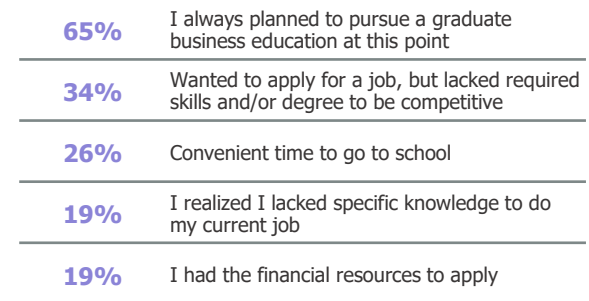 65% I always planned to pursue a graduate
business education at this point
34% Wanted to apply for a job, but lacked required
skills and/or degree to be competitive
26% Convenient time to go to school
19% I realized I lacked specific knowledge to do
my current job
19% I had the financial resources to apply